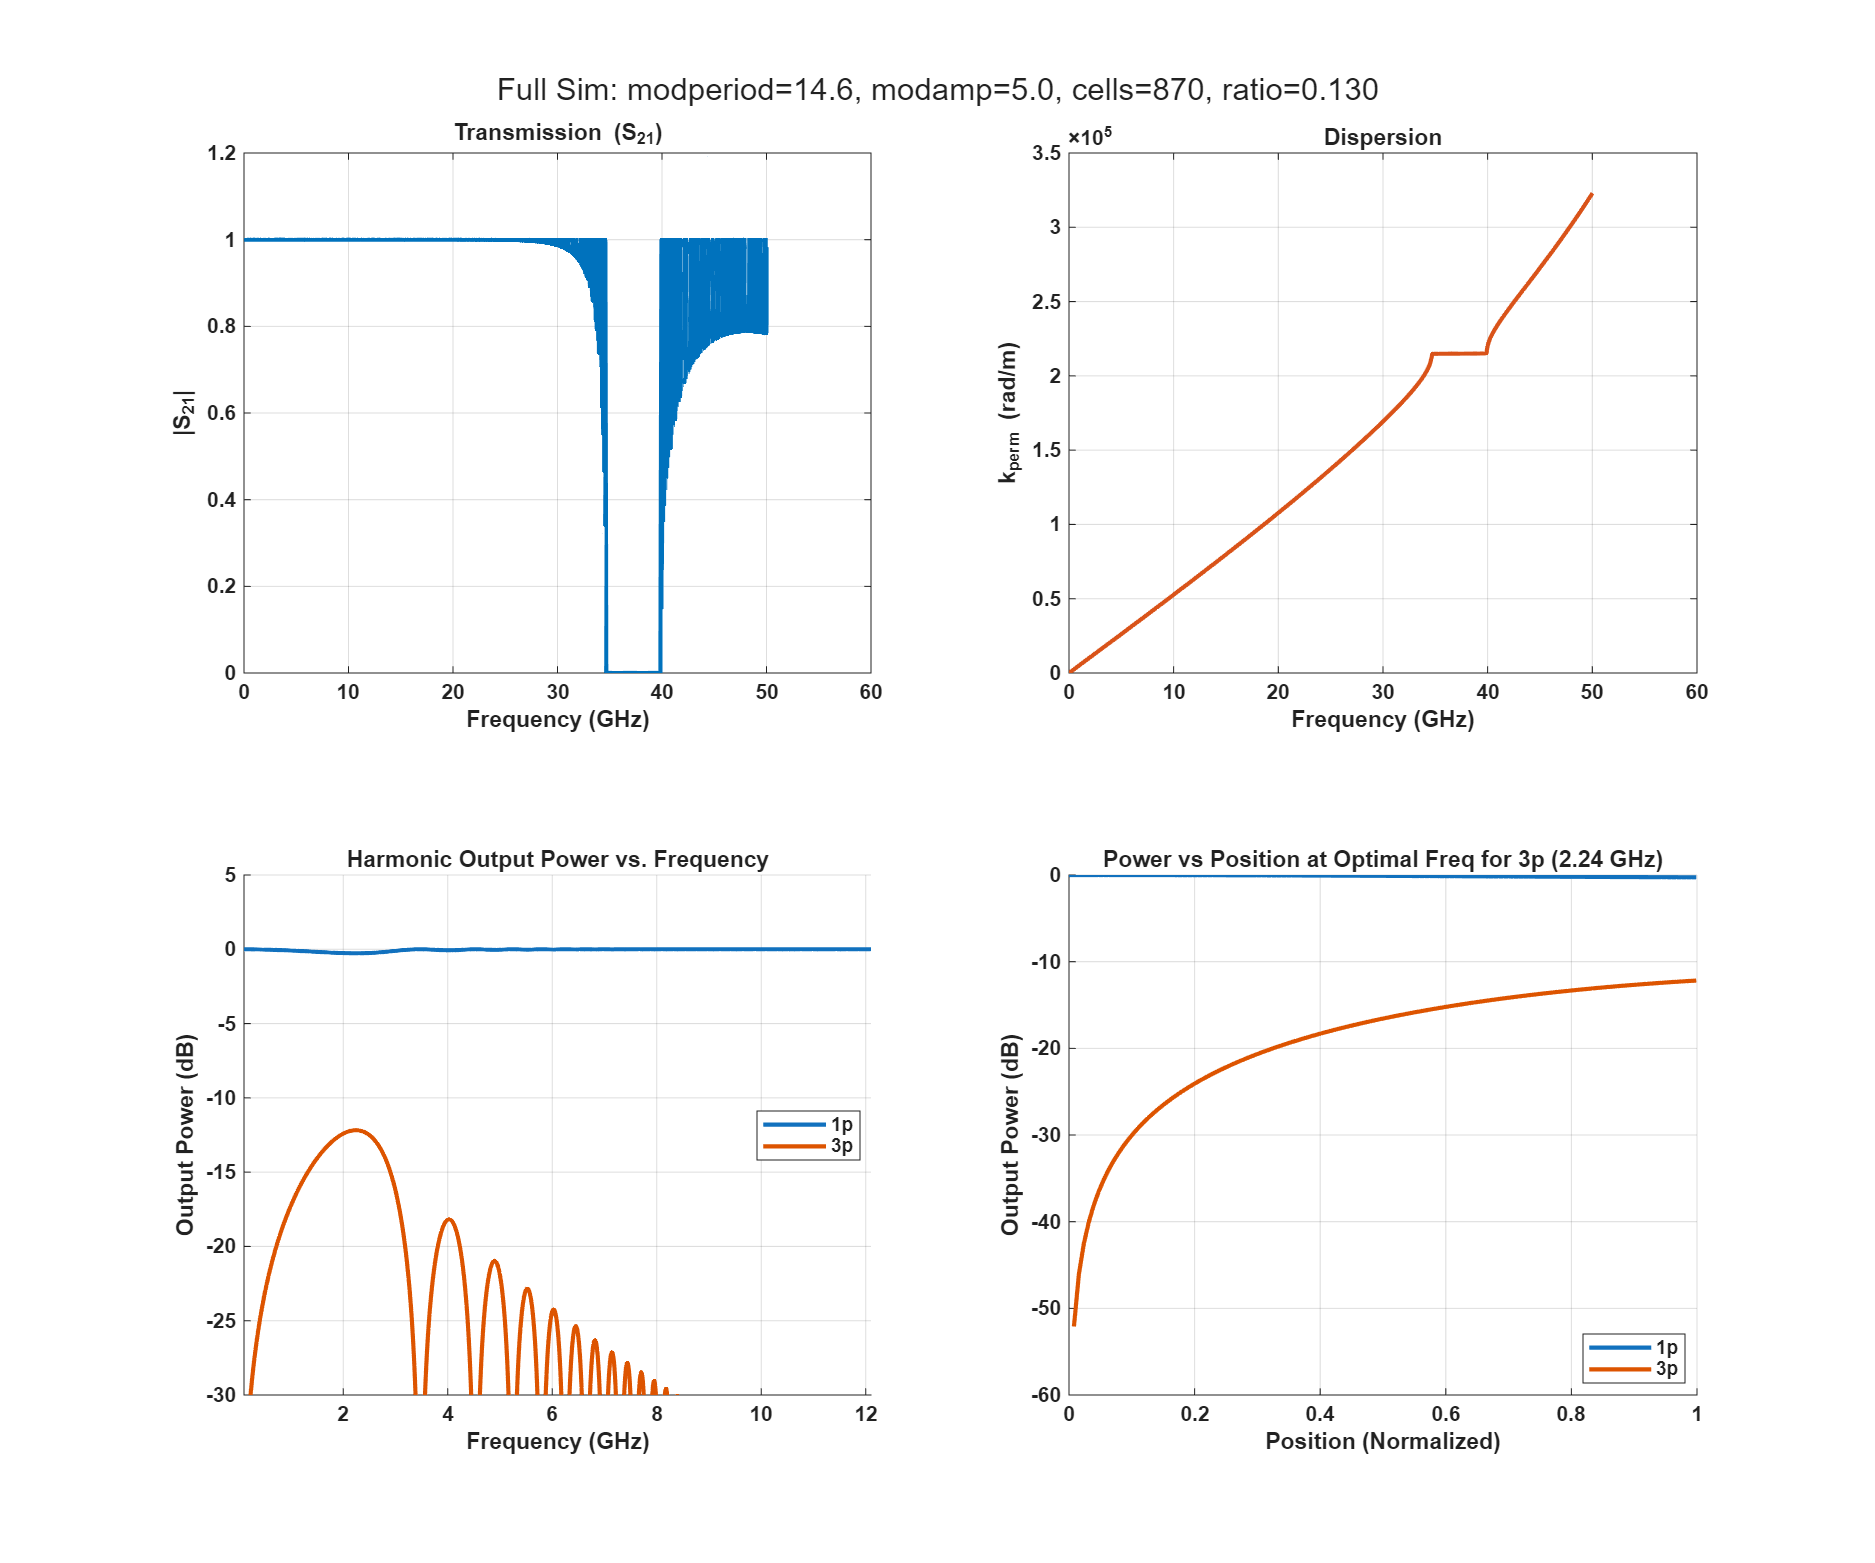 Full Sim: modperiod=14.6, modamp=5.0, cells=870, ratio=0.130
Transmission (S21)
1.2
1
0.8
0.6
0.4
0.2
0
0 10 20 30 40 50 60
|S21|
Frequency (GHz)
Dispersion
×10^5
3.5
3
2.5
2
1.5
1
0.5
0
0 10 20 30 40 50 60
kperm (rad/m)
Frequency (GHz)
Harmonic Output Power vs. Frequency
5
0
-5
-10
-15
-20
-25
-30
2 4 6 8 10 12
Output Power (dB)
Frequency (GHz)
1p
3p
Power vs Position at Optimal Freq for 3p (2.24 GHz)
0
-10
-20
-30
-40
-50
-60
0 0.2 0.4 0.6 0.8 1
Output Power (dB)
Position (Normalized)
1p
3p